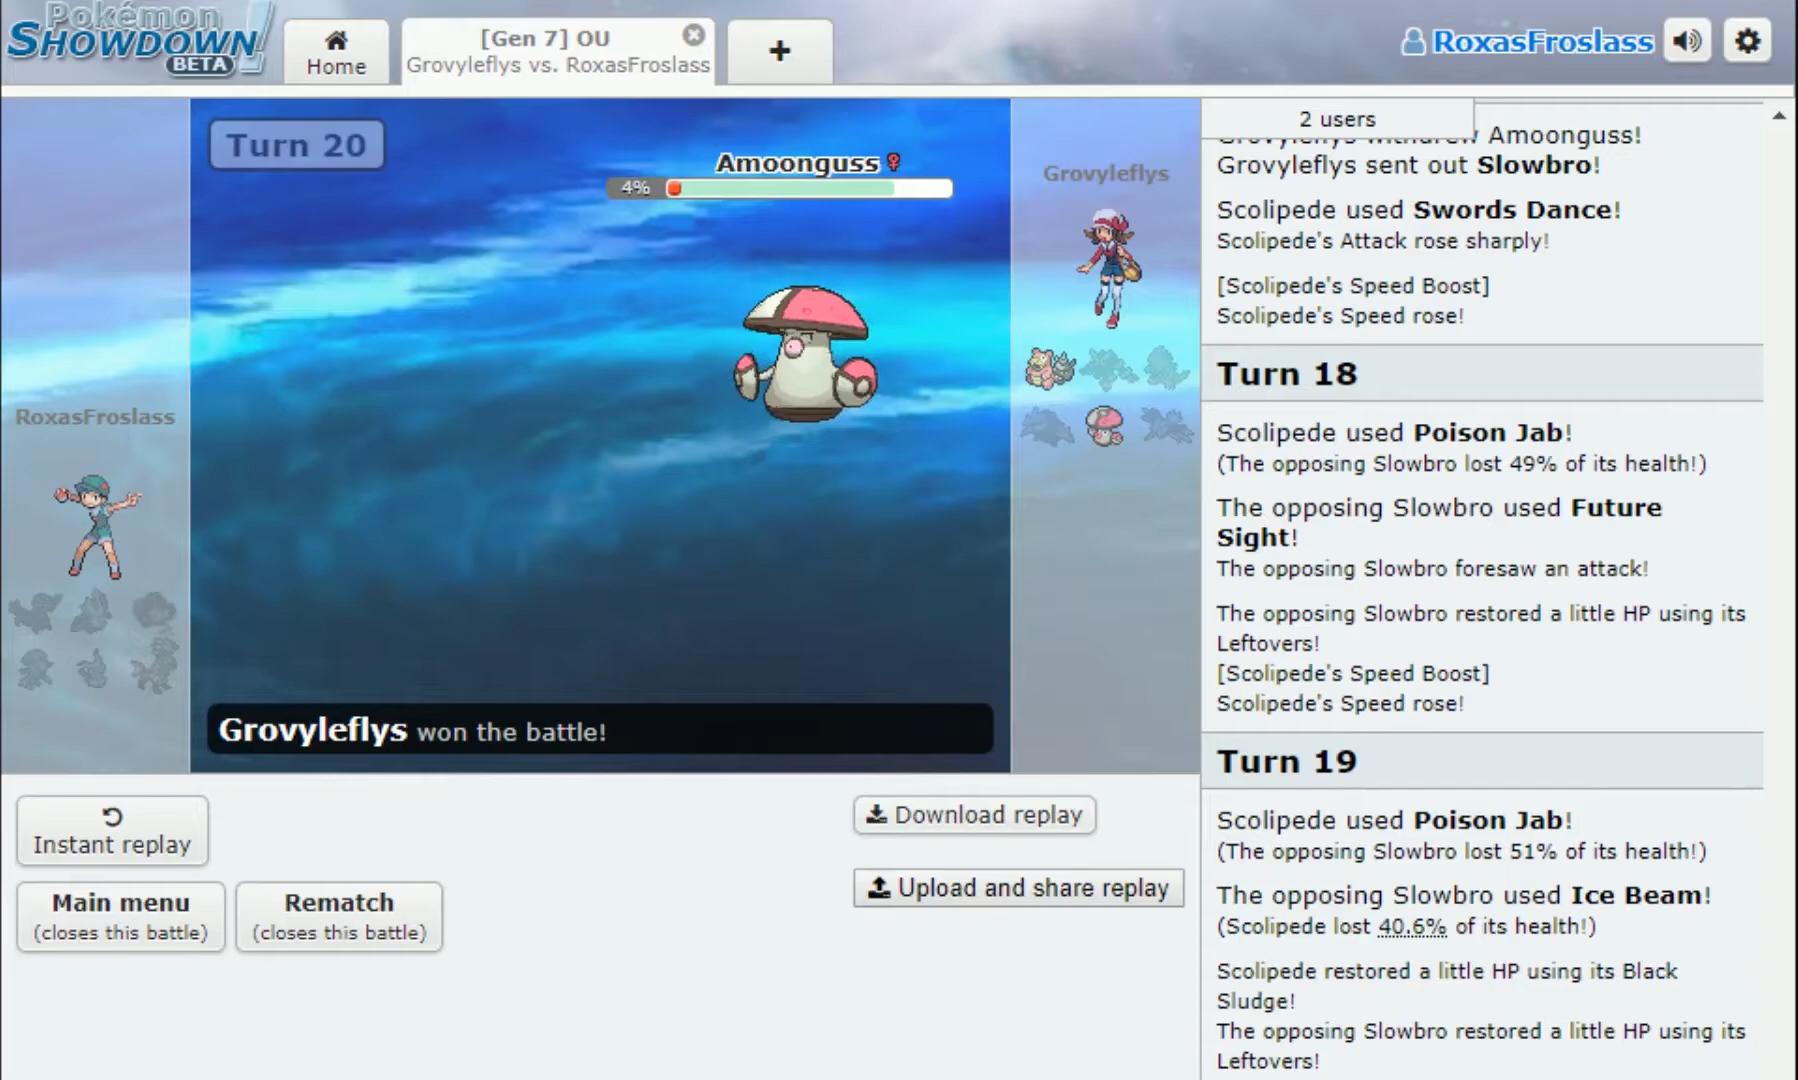 Pokémon
SHOWDOWN!
BETA
Home
[Gen 7] OU
Grovyleflys vs. RoxasFroslass
+
RoxasFroslass
Turn 20
Amoonguss♀
4%
Grovyleflys
RoxasFroslass
Grovyleflys won the battle!
Instant replay
Main menu
(closes this battle)
Rematch
(closes this battle)
Download replay
Upload and share replay
2 users
Grovyleflys withdrew Amoonguss!
Grovyleflys sent out Slowbro!
Scolipede used Swords Dance!
Scolipede's Attack rose sharply!
[Scolipede's Speed Boost]
Scolipede's Speed rose!
Turn 18
Scolipede used Poison Jab!
(The opposing Slowbro lost 49% of its health!)
The opposing Slowbro used Future
Sight!
The opposing Slowbro foresaw an attack!
The opposing Slowbro restored a little HP using its
Leftovers!
[Scolipede's Speed Boost]
Scolipede's Speed rose!
Turn 19
Scolipede used Poison Jab!
(The opposing Slowbro lost 51% of its health!)
The opposing Slowbro used Ice Beam!
(Scolipede lost 40.6% of its health!)
Scolipede restored a little HP using its Black
Sludge!
The opposing Slowbro restored a little HP using its
Leftovers!